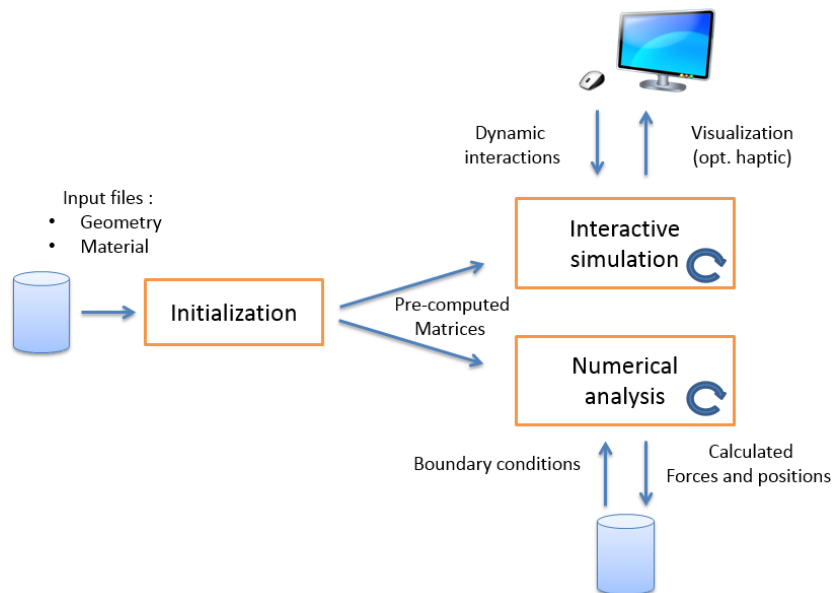 Dynamic
interactions
Visualization
(opt. haptic)
Input files :
• Geometry
• Material
Interactive
simulation
Initialization
Pre-computed
Matrices
Numerical
analysis
Boundary conditions
Calculated
Forces and positions